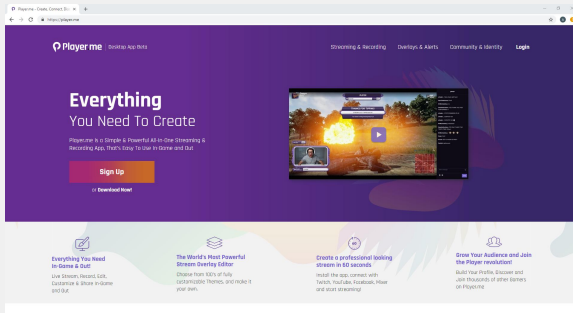 Player.me - Create, Connect, Di
https://player.me
Player me Desktop App Beta
Streaming & Recording Overlays & Alerts Community & Identity Login
Everything
You Need To Create
Player.me is a Simple & Powerful All-In-One Streaming &
Recording App, That's Easy To Use In-Game and Out
Sign Up
or Download Now!
Everything You Need
In-Game & Out!
Live Stream, Record, Edit,
Customize & Share In-Game
and Out
The World's Most Powerful
Stream Overlay Editor
Choose from 100's of fully
customizable Themes, and make it
your own.
Create a professional looking
stream in 60 seconds
Install the app, connect with
Twitch, YouTube, Facebook, Mixer
and start streaming!
Grow Your Audience and Join
the Player revolution!
Build Your Profile, Discover and
Join thousands of other Gamers
on Player.me